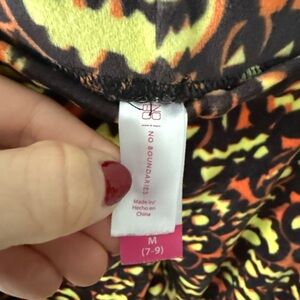 NO BOUNDARIES
Made in/
Hecho en
China
M
(7-9)